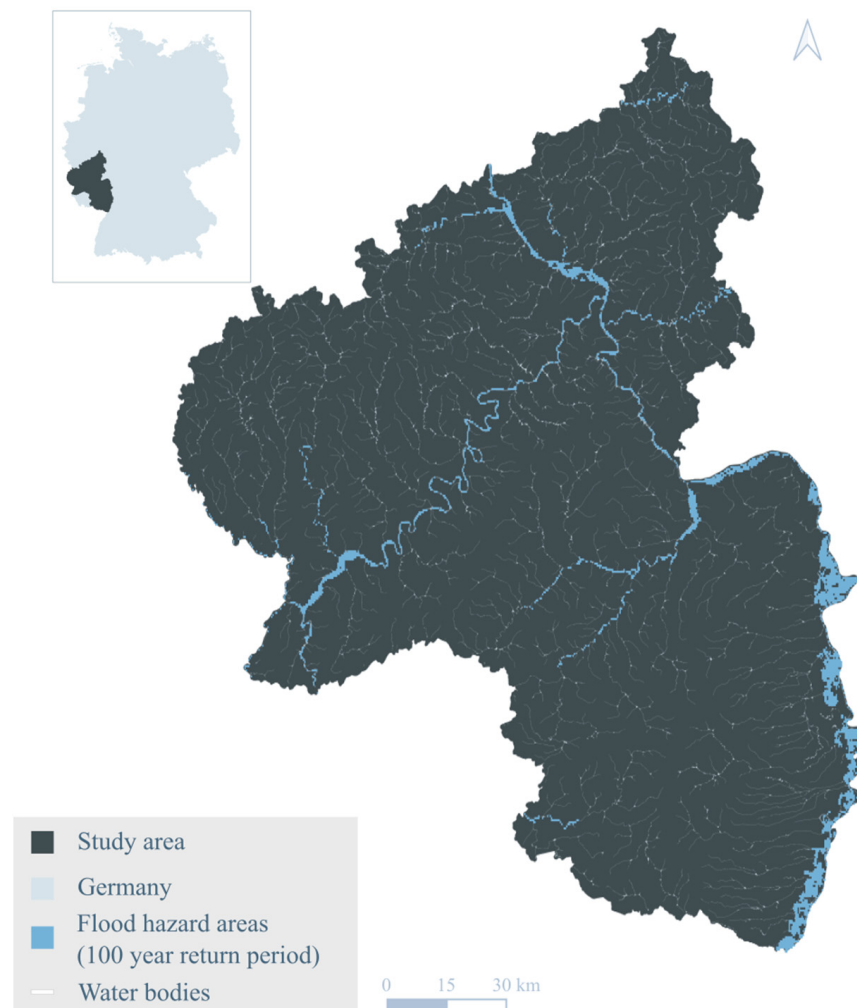 Study area
Germany
Flood hazard areas
(100 year return period)
Water bodies
0 15 30 km